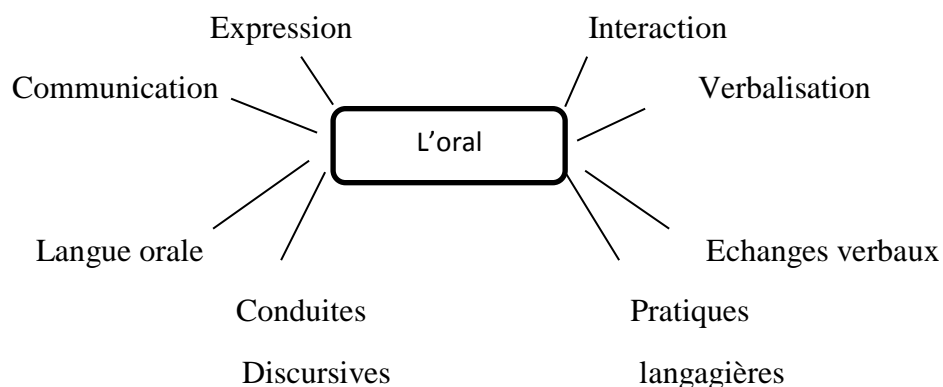 Expression Interaction
Communication Verbalisation
L’oral
Langue orale Echanges verbaux
Conduites Pratiques
Discursives langagières